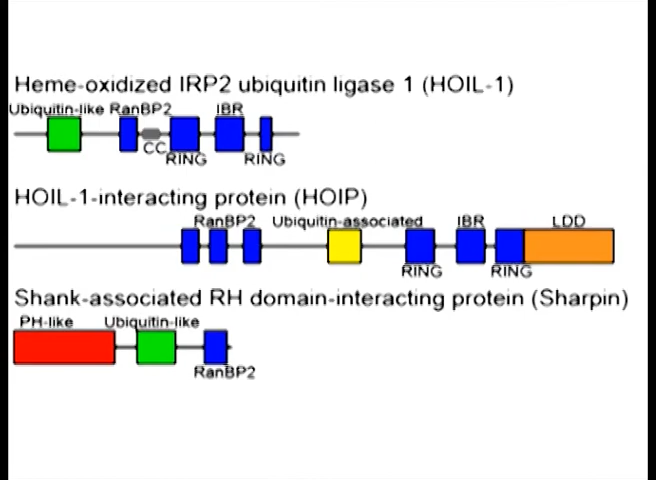 Heme-oxidized IRP2 ubiquitin ligase 1 (HOIL-1)
Ubiquitin-like RanBP2 IBR
CC
RING RING
HOIL-1-interacting protein (HOIP)
RanBP2 Ubiquitin-associated IBR LDD
RING RING
Shank-associated RH domain-interacting protein (Sharpin)
PH-like Ubiquitin-like
RanBP2